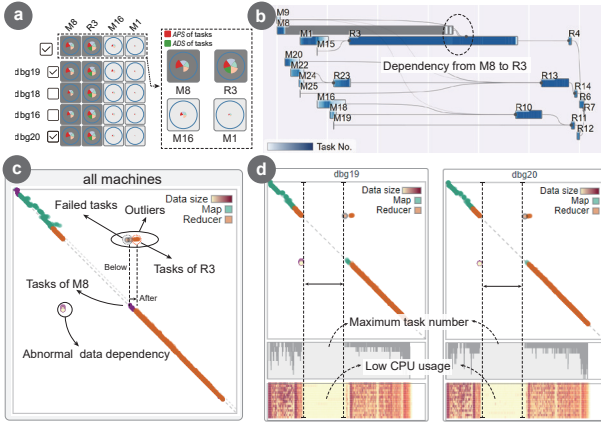 a
M8 R3 M16 M1
dbg19
dbg18
dbg16
dbg20
APS of tasks
ADS of tasks
M8
R3
M16
M1
b
M9
M8
M1
M15
R3
R4
M20
M22
M24
M25
R23
M16
M18
M19
Dependency from M8 to R3
R13
R14
R6
R7
R10
R11
R12
Task No.
c
all machines
Failed tasks
Outliers
Data size
Map
Reducer
Below
Tasks of R3
Tasks of M8
After
Abnormal data dependency
d
dbg19
dbg20
Data size
Map
Reducer
Data size
Map
Reducer
Maximum task number
Low CPU usage